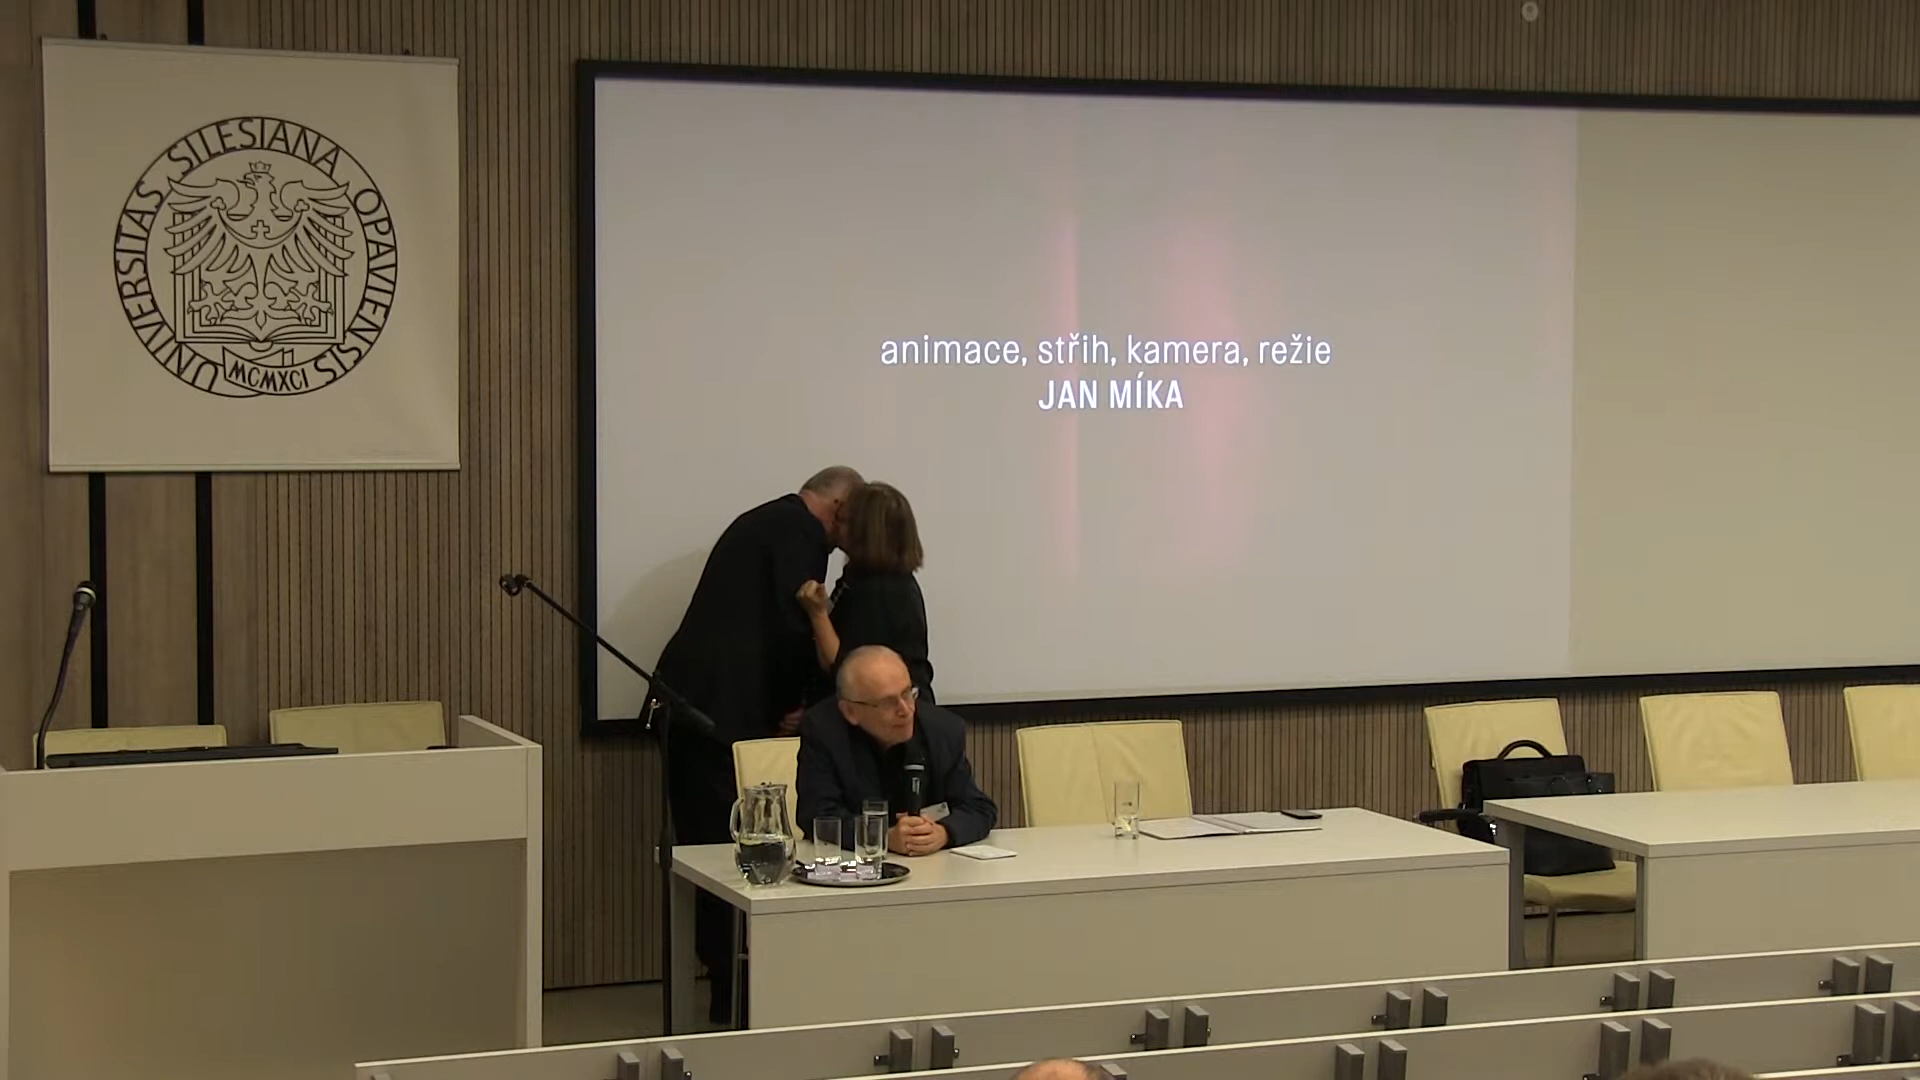 UNIVERSITAS SILESIANA OPAVIENSIS
MCMXCI
animace, střih, kamera, režie
JAN MÍKA